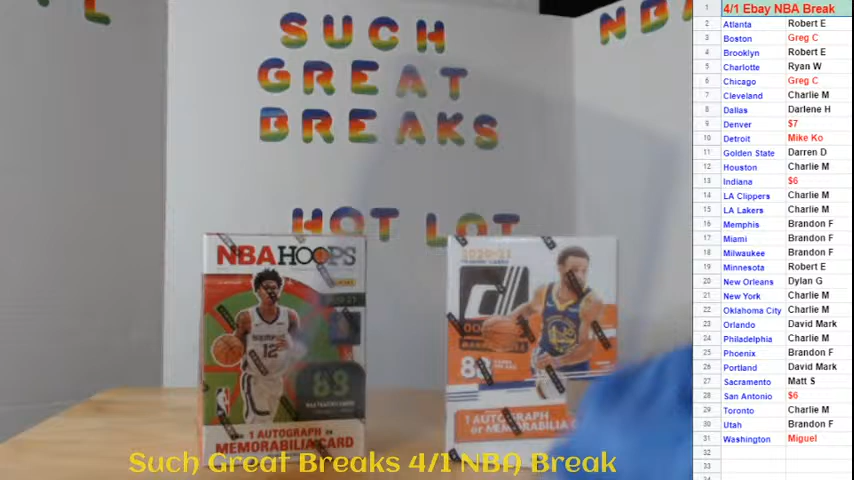 SUCH
GREAT
BREAKS
HOT LOT
NBA HOOPS
12
83
1 AUTOGRAPH or
MEMORABILIA CARD
2020-21
1 AUTOGRAPH
or MEMORABILIA
Such Great Breaks 4/1 NBA Break
1 4/1 Ebay NBA Break
2 Atlanta Robert E
3 Boston Greg C
4 Brooklyn Robert E
5 Charlotte Ryan W
6 Chicago Greg C
7 Cleveland Charlie M
8 Dallas Darlene H
9 Denver $7
10 Detroit Mike Ko
11 Golden State Darren D
12 Houston Charlie M
13 Indiana $6
14 LA Clippers Charlie M
15 LA Lakers Charlie M
16 Memphis Brandon F
17 Miami Brandon F
18 Milwaukee Brandon F
19 Minnesota Robert E
20 New Orleans Dylan G
21 New York Charlie M
22 Oklahoma City Charlie M
23 Orlando David Mark
24 Philadelphia Charlie M
25 Phoenix Brandon F
26 Portland David Mark
27 Sacramento Matt S
28 San Antonio $6
29 Toronto Charlie M
30 Utah Brandon F
31 Washington Miguel
32
33